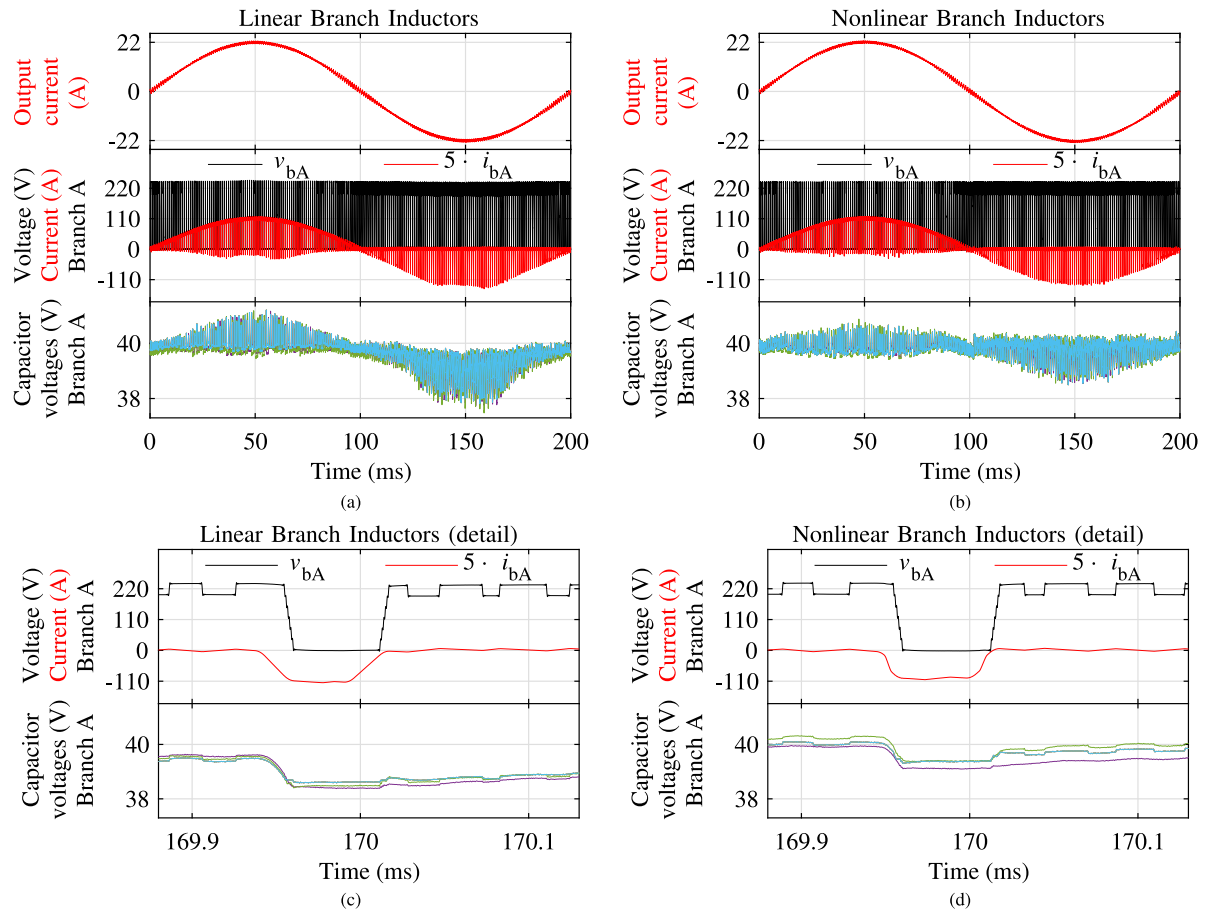 Linear Branch Inductors
Output
current
(A)
22
0
-22
Voltage (V)
Current (A)
Branch A
v_bA
5 · i_bA
220
110
0
-110
Capacitor
voltages (V)
Branch A
40
38
0 50 100 150 200
Time (ms)
(a)
Nonlinear Branch Inductors
Output
current
(A)
22
0
-22
Voltage (V)
Current (A)
Branch A
v_bA
5 · i_bA
220
110
0
-110
Capacitor
voltages (V)
Branch A
40
38
0 50 100 150 200
Time (ms)
(b)
Linear Branch Inductors (detail)
Voltage (V)
Current (A)
Branch A
v_bA
5 · i_bA
220
110
0
-110
Capacitor
voltages (V)
Branch A
40
38
169.9 170 170.1
Time (ms)
(c)
Nonlinear Branch Inductors (detail)
Voltage (V)
Current (A)
Branch A
v_bA
5 · i_bA
220
110
0
-110
Capacitor
voltages (V)
Branch A
40
38
169.9 170 170.1
Time (ms)
(d)